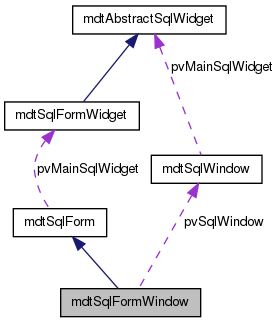 mdtAbstractSqlWidget
pvMainSqlWidget
mdtSqlFormWidget
pvMainSqlWidget
mdtSqlWindow
mdtSqlForm
pvSqlWindow
mdtSqlFormWindow